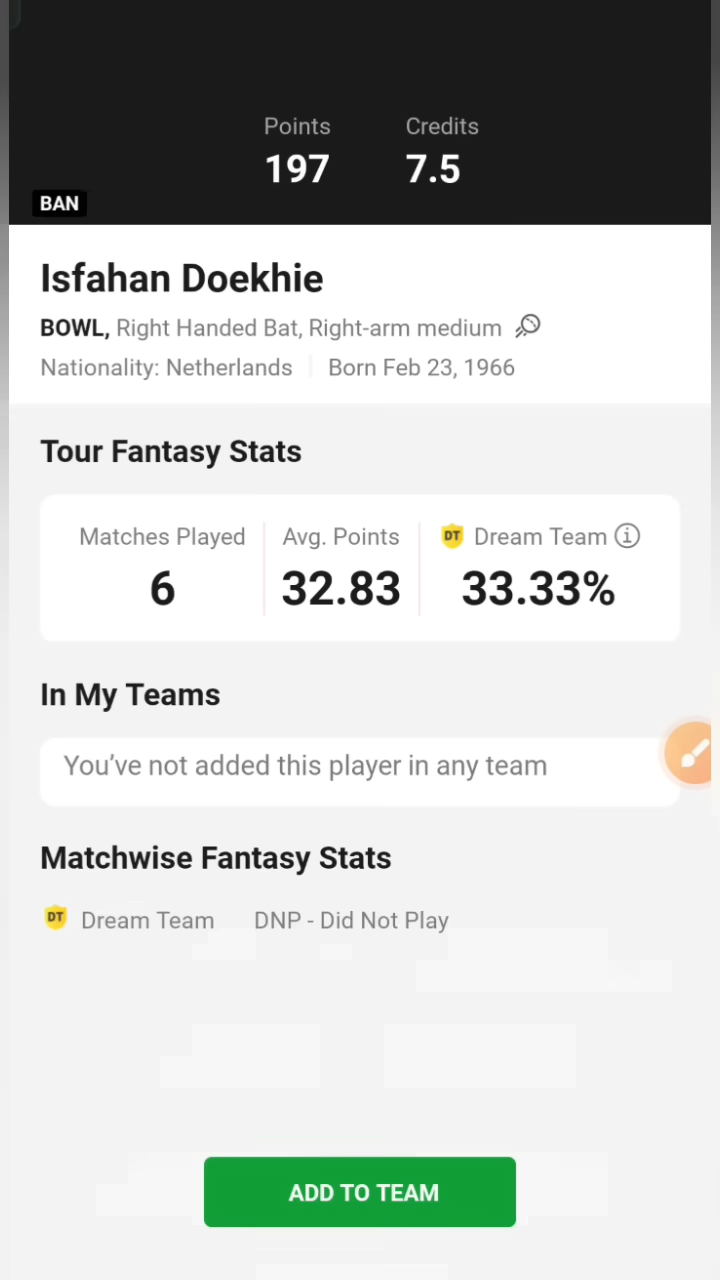 Points Credits
197 7.5
BAN
Isfahan Doekhie
BOWL, Right Handed Bat, Right-arm medium
Nationality: Netherlands Born Feb 23, 1966
Tour Fantasy Stats
Matches Played Avg. Points DT Dream Team
6 32.83 33.33%
In My Teams
You’ve not added this player in any team
Matchwise Fantasy Stats
DT Dream Team DNP - Did Not Play
ADD TO TEAM